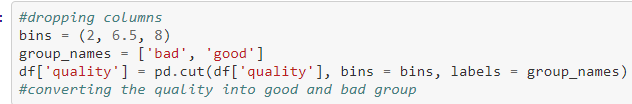 #dropping columns
bins = (2, 6.5, 8)
group_names = ['bad', 'good']
df['quality'] = pd.cut(df['quality'], bins = bins, labels = group_names)
#converting the quality into good and bad group